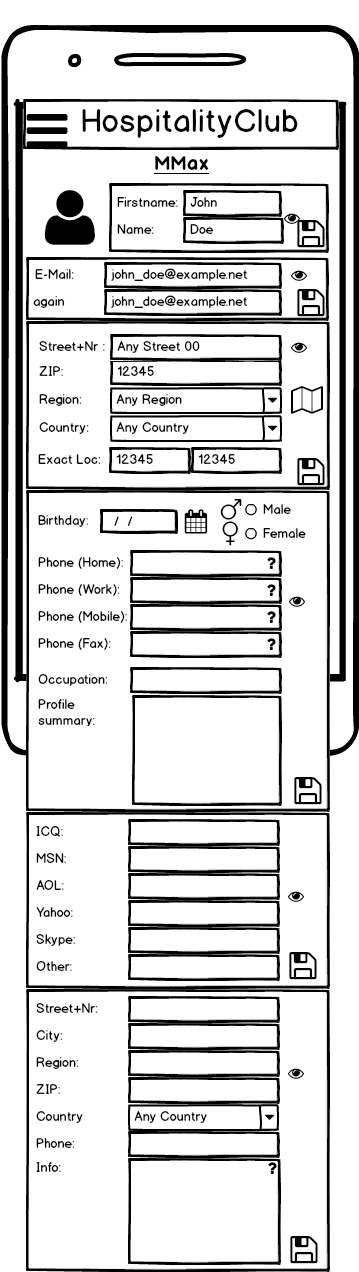 HospitalityClub
MMax
Firstname: John
Name: Doe
E-Mail: john_doe@example.net
again john_doe@example.net
Street+Nr : Any Street 00
ZIP: 12345
Region: Any Region
Country: Any Country
Exact Loc: 12345 12345
Birthday: / / Male
Female
Phone (Home): ?
Phone (Work): ?
Phone (Mobile): ?
Phone (Fax): ?
Occupation:
Profile
summary:
ICQ:
MSN:
AOL:
Yahoo:
Skype:
Other:
Street+Nr:
City:
Region:
ZIP:
Country Any Country
Phone:
Info: ?